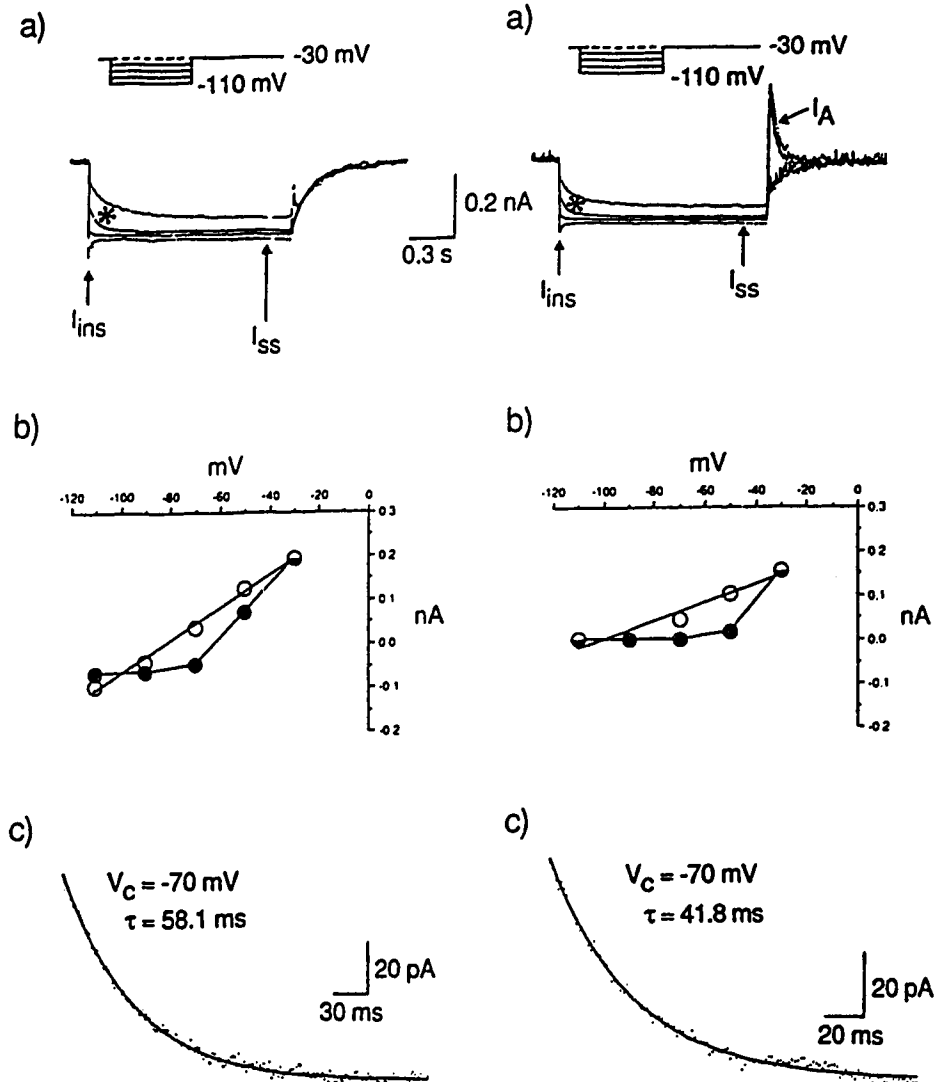 a)
-30 mV
-110 mV
*
0.2 nA
0.3 s
I_ins
I_ss
a)
-30 mV
-110 mV
I_A
*
I_ins
I_ss
b)
mV
-120 -100 -80 -60 -40 -20 0
0.3
0.2
0.1
0.0
-0.1
-0.2
nA
b)
mV
-120 -100 -80 -60 -40 -20 0
0.3
0.2
0.1
0.0
-0.1
-0.2
nA
c)
V_C = -70 mV
τ = 58.1 ms
20 pA
30 ms
c)
V_C = -70 mV
τ = 41.8 ms
20 pA
20 ms